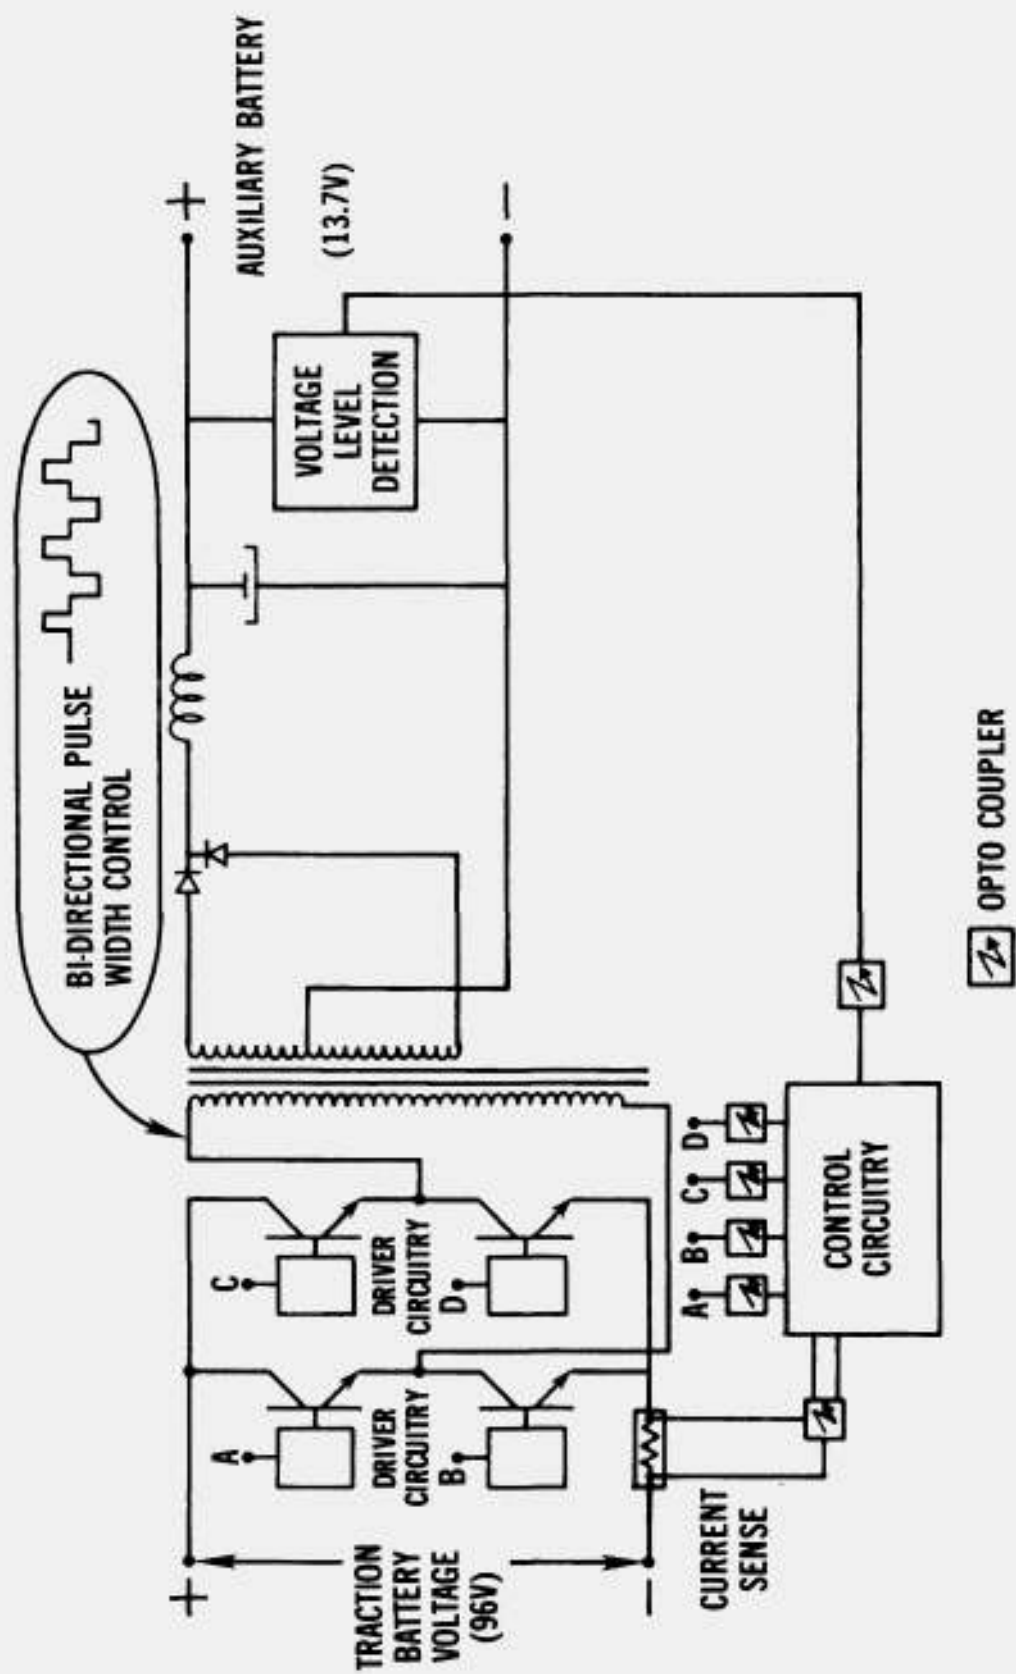 BI-DIRECTIONAL PULSE
WIDTH CONTROL
+
AUXILIARY BATTERY
(13.7V)
-
VOLTAGE
LEVEL
DETECTION
+
TRACTION
BATTERY
VOLTAGE
(96V)
-
A
DRIVER
CIRCUITRY
B
C
DRIVER
CIRCUITRY
D
CURRENT
SENSE
A
B
C
D
CONTROL
CIRCUITRY
OPTO COUPLER